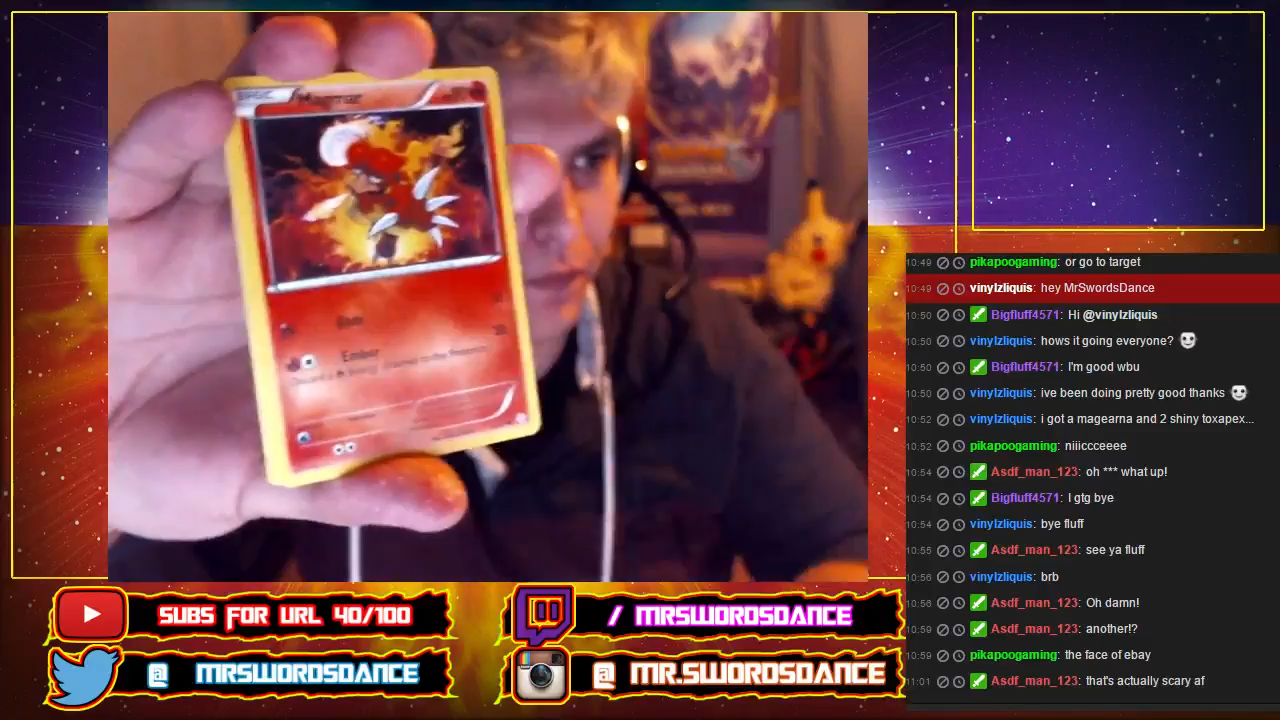 BASIC Magmar
Ember
10:49 pikapoogaming: or go to target
10:49 vinylzliquis: hey MrSwordsDance
10:50 Bigfluff4571: Hi @vinylzliquis
10:50 vinylzliquis: hows it going everyone?
10:50 Bigfluff4571: I'm good wbu
10:50 vinylzliquis: ive been doing pretty good thanks
10:52 vinylzliquis: i got a magearna and 2 shiny toxapex...
10:52 pikapoogaming: niiiccceeee
10:54 Asdf_man_123: oh *** what up!
10:54 Bigfluff4571: I gtg bye
10:54 vinylzliquis: bye fluff
10:55 Asdf_man_123: see ya fluff
10:56 vinylzliquis: brb
10:56 Asdf_man_123: Oh damn!
10:59 Asdf_man_123: another!?
10:59 pikapoogaming: the face of ebay
11:01 Asdf_man_123: that's actually scary af
SUBS FOR URL 40/100
/ MRSWORDSDANCE
@ MRSWORDSDANCE
@ MR.SWORDSDANCE